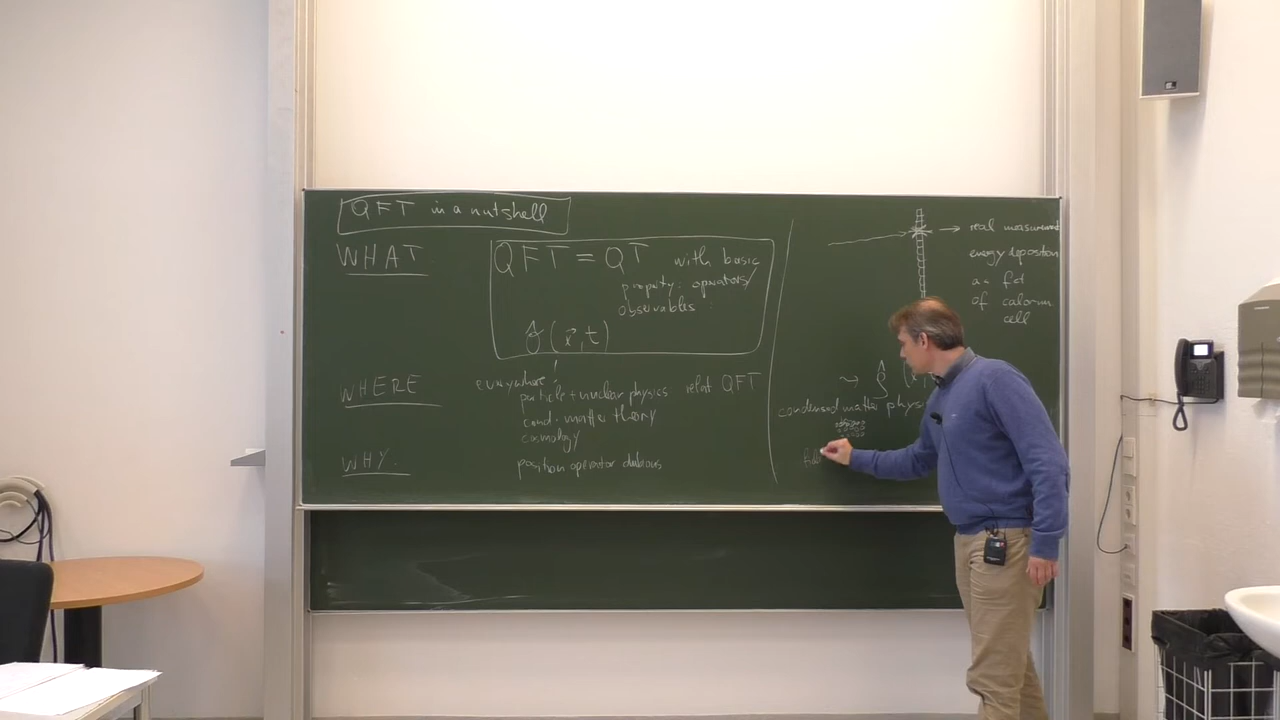 QFT in a nutshell
WHAT
QFT = QT with basic
property: operators/
observables
(x⃗,t)
WHERE
everywhere!
particle + nuclear physics relat QFT
cond. matter theory
cosmology
WHY.
position operator dubious
→ real measurement
energy deposition
as fct
of calorim.
cell
condensed matter physi